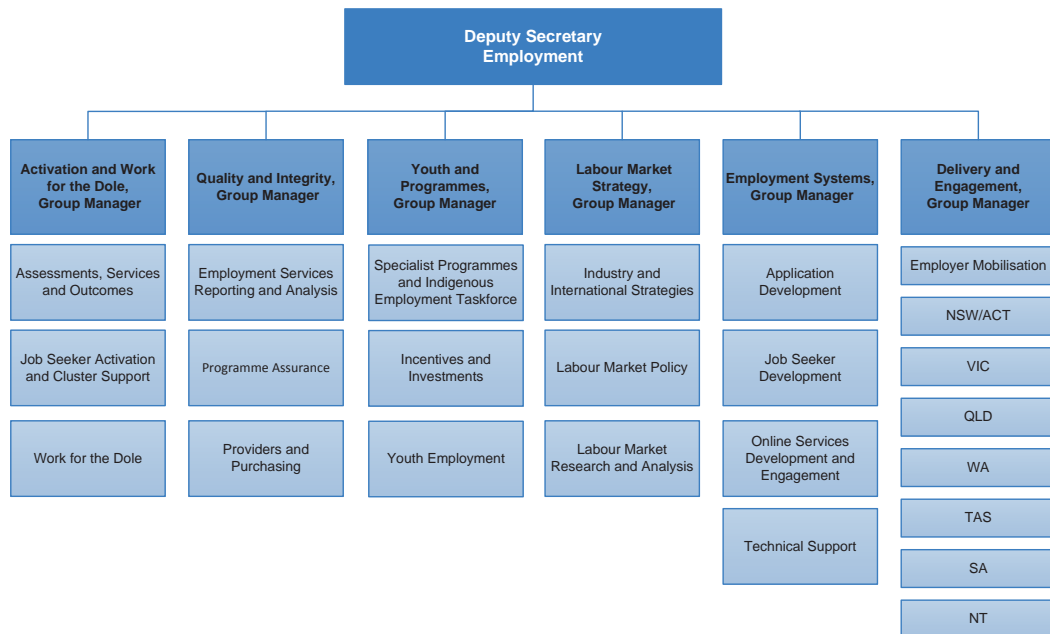 Deputy Secretary
Employment
Activation and Work
for the Dole,
Group Manager
Assessments, Services
and Outcomes
Job Seeker Activation
and Cluster Support
Work for the Dole
Quality and Integrity,
Group Manager
Employment Services
Reporting and Analysis
Programme Assurance
Providers and
Purchasing
Youth and
Programmes,
Group Manager
Specialist Programmes
and Indigenous
Employment Taskforce
Incentives and
Investments
Youth Employment
Labour Market
Strategy,
Group Manager
Industry and
International Strategies
Labour Market Policy
Labour Market
Research and Analysis
Employment Systems,
Group Manager
Application
Development
Job Seeker
Development
Online Services
Development and
Engagement
Technical Support
Delivery and
Engagement,
Group Manager
Employer Mobilisation
NSW/ACT
VIC
QLD
WA
TAS
SA
NT